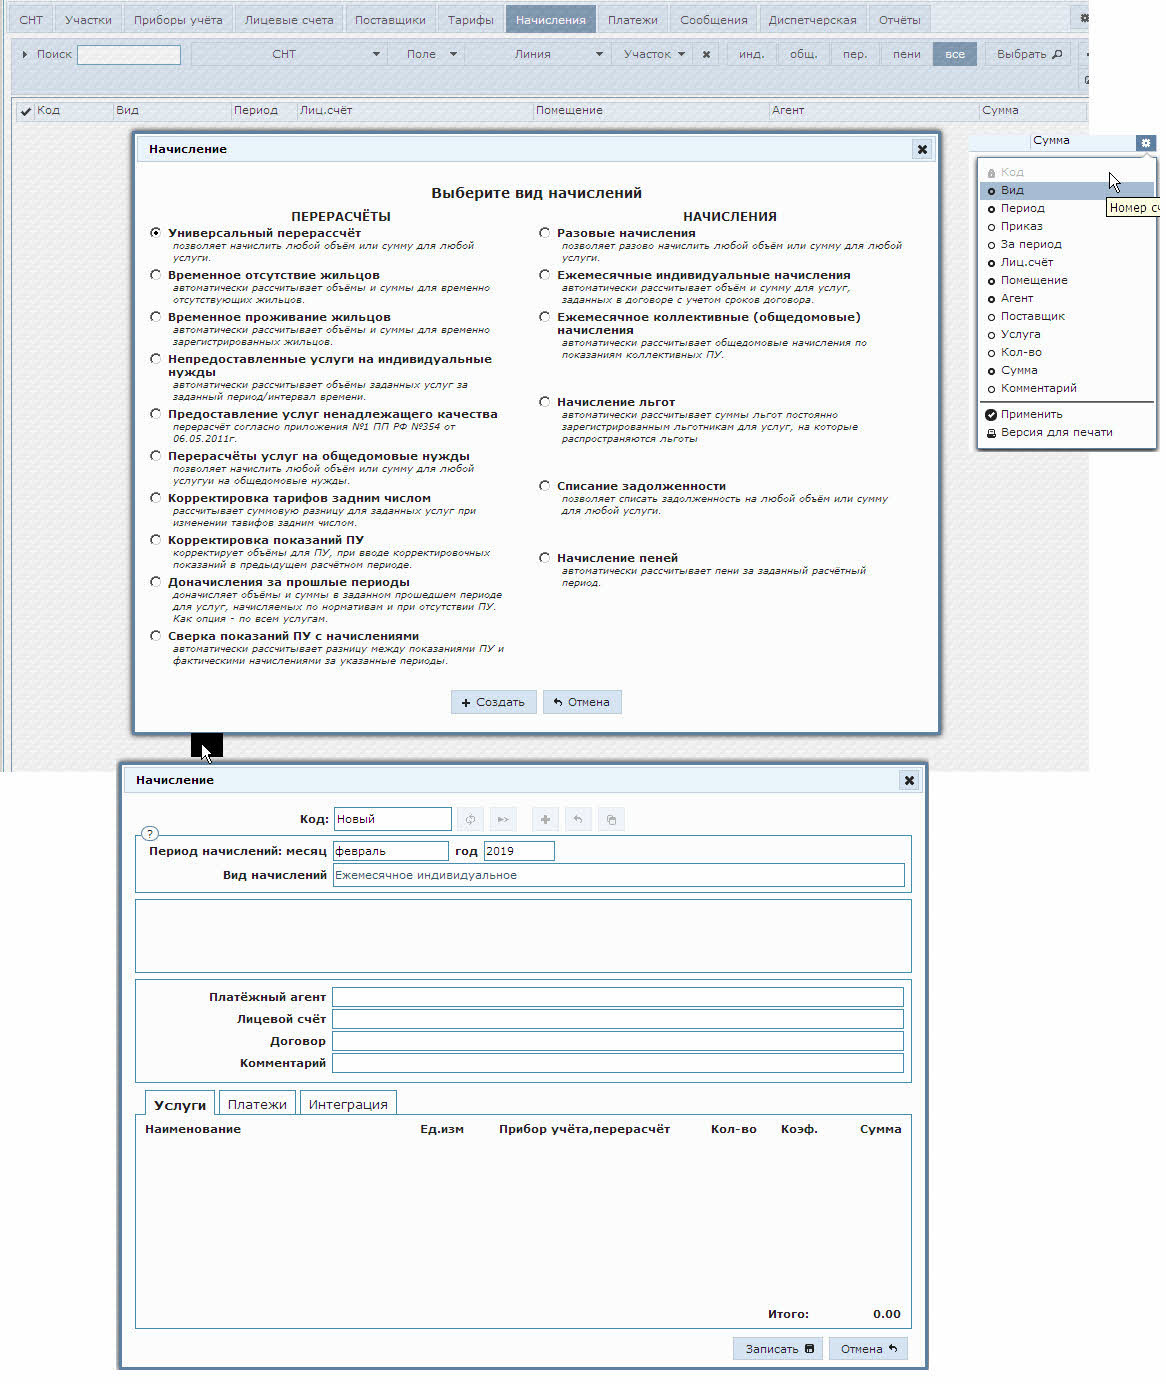 СНТ Участки Приборы учёта Лицевые счета Поставщики Тарифы Начисления Платежи Сообщения Диспетчерская Отчёты
Поиск СНТ Поле Линия Участок инд. общ. пер. пени все Выбрать
Код Вид Период Лиц.счёт Помещение Агент Сумма
Начисление
Выберите вид начислений
ПЕРЕРАСЧЁТЫ
Универсальный перерассчёт
позволяет начислить любой объём или сумму для любой
услуги.
Временное отсутствие жильцов
автоматически рассчитывает объёмы и суммы для временно
отсутствующих жильцов.
Временное проживание жильцов
автоматически рассчитывает объёмы и суммы для временно
зарегистрированных жильцов.
Непредоставленные услуги на индивидуальные
нужды
автоматически рассчитывает объёмы заданных услуг за
заданный период/интервал времени.
Предоставление услуг ненадлежащего качества
перерасчёт согласно приложения №1 ПП РФ №354 от
06.05.2011г.
Перерасчёты услуг на общедомовые нужды
позволяет начислить любой объём или сумму для любой
услугуи на общедомовые нужды.
Корректировка тарифов задним числом
рассчитывает суммовую разницу для заданных услуг при
изменении тавифов задним числом.
Корректировка показаний ПУ
корректирует объёмы для ПУ, при вводе корректировочных
показаний в предыдущем расчётном периоде.
Доначисления за прошлые периоды
доначисляет объёмы и суммы в заданном прошедшем периоде
для услуг, начисляемых по нормативам и при отсутствии ПУ.
Как опция - по всем услугам.
Сверка показаний ПУ с начислениями
автоматически рассчитывает разницу между показаниями ПУ и
фактическими начислениями за указанные периоды.
НАЧИСЛЕНИЯ
Разовые начисления
позволяет разово начислить любой объём или сумму для любой
услуги.
Ежемесячные индивидуальные начисления
автоматически рассчитывает объём и сумму для услуг,
заданных в договоре с учетом сроков договора.
Ежемесячное коллективные (общедомовые)
начисления
автоматически рассчитывает общедомовые начисления по
показаниям коллективных ПУ.
Начисление льгот
автоматически рассчитывает суммы льгот постоянно
зарегистрированным льготникам для услуг, на которые
распространяются льготы
Списание задолженности
позволяет списать задолженность на любой объём или сумму
для любой услуги.
Начисление пеней
автоматически рассчитывает пени за заданный расчётный
период.
Создать Отмена
Сумма
Код
Вид
Номер
Период
Приказ
За период
Лиц.счёт
Помещение
Агент
Поставщик
Услуга
Кол-во
Сумма
Комментарий
Применить
Версия для печати
Начисление
Код: Новый
?
Период начислений: месяц февраль год 2019
Вид начислений Ежемесячное индивидуальное
Платёжный агент
Лицевой счёт
Договор
Комментарий
Услуги Платежи Интеграция
Наименование Ед.изм Прибор учёта,перерасчёт Кол-во Коэф. Сумма
Итого: 0.00
Записать Отмена